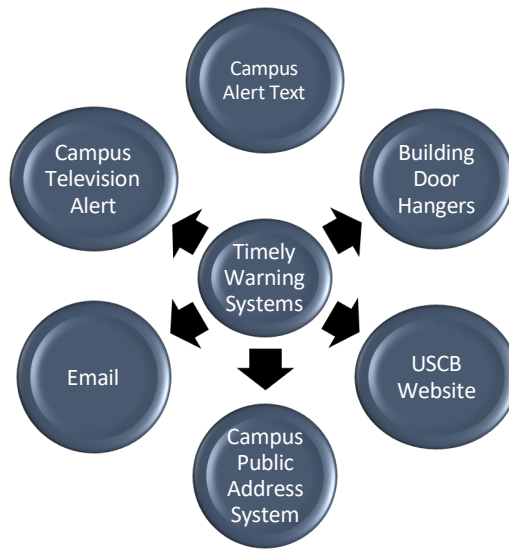 Campus
Alert Text
Campus
Television
Alert
Building
Door
Hangers
Timely
Warning
Systems
Email
USCB
Website
Campus
Public
Address
System